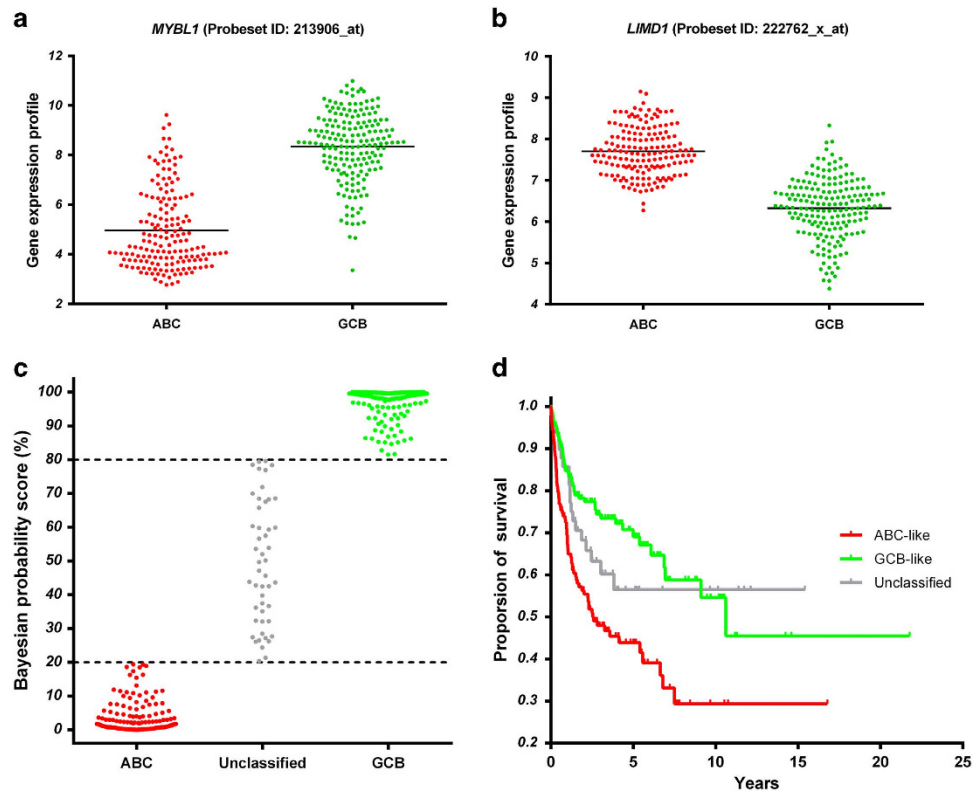 a
MYBL1 (Probeset ID: 213906_at)
Gene expression profile
12
10
8
6
4
2
ABC
GCB
b
LIMD1 (Probeset ID: 222762_x_at)
Gene expression profile
10
9
8
7
6
5
4
ABC
GCB
c
Bayesian probability score (%)
100
90
80
70
60
50
40
30
20
10
0
ABC
Unclassified
GCB
d
Proporsion of survival
1.0
0.9
0.8
0.7
0.6
0.5
0.4
0.3
0.2
ABC-like
GCB-like
Unclassified
0
5
10
15
20
25
Years